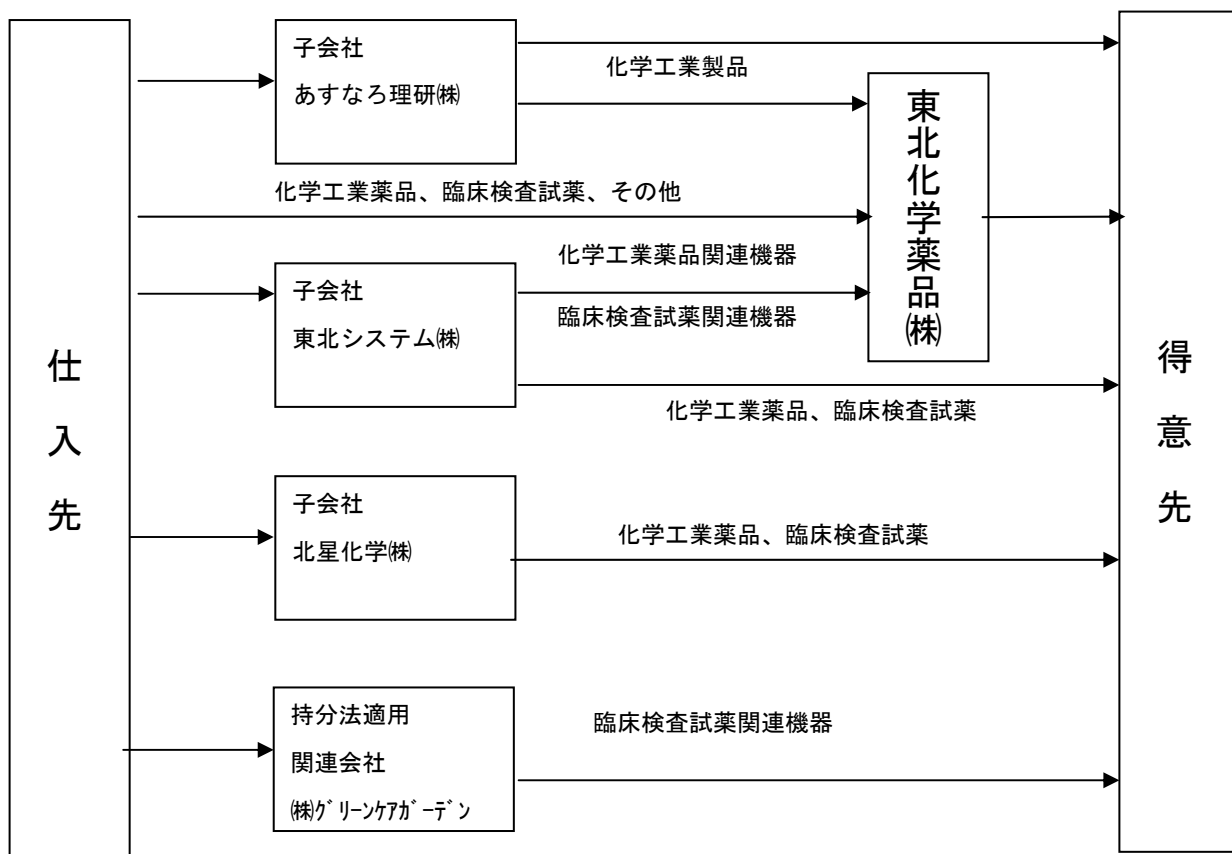 子会社
あすなろ理研㈱
化学工業製品
東北化学薬品㈱
化学工業薬品、臨床検査試薬、その他
化学工業薬品関連機器
子会社
東北システム㈱
臨床検査試薬関連機器
仕入先
得意先
化学工業薬品、臨床検査試薬
子会社
北星化学㈱
化学工業薬品、臨床検査試薬
持分法適用
関連会社
㈱ｸﾞﾘｰﾝｹｱｶﾞｰﾃﾞﾝ
臨床検査試薬関連機器